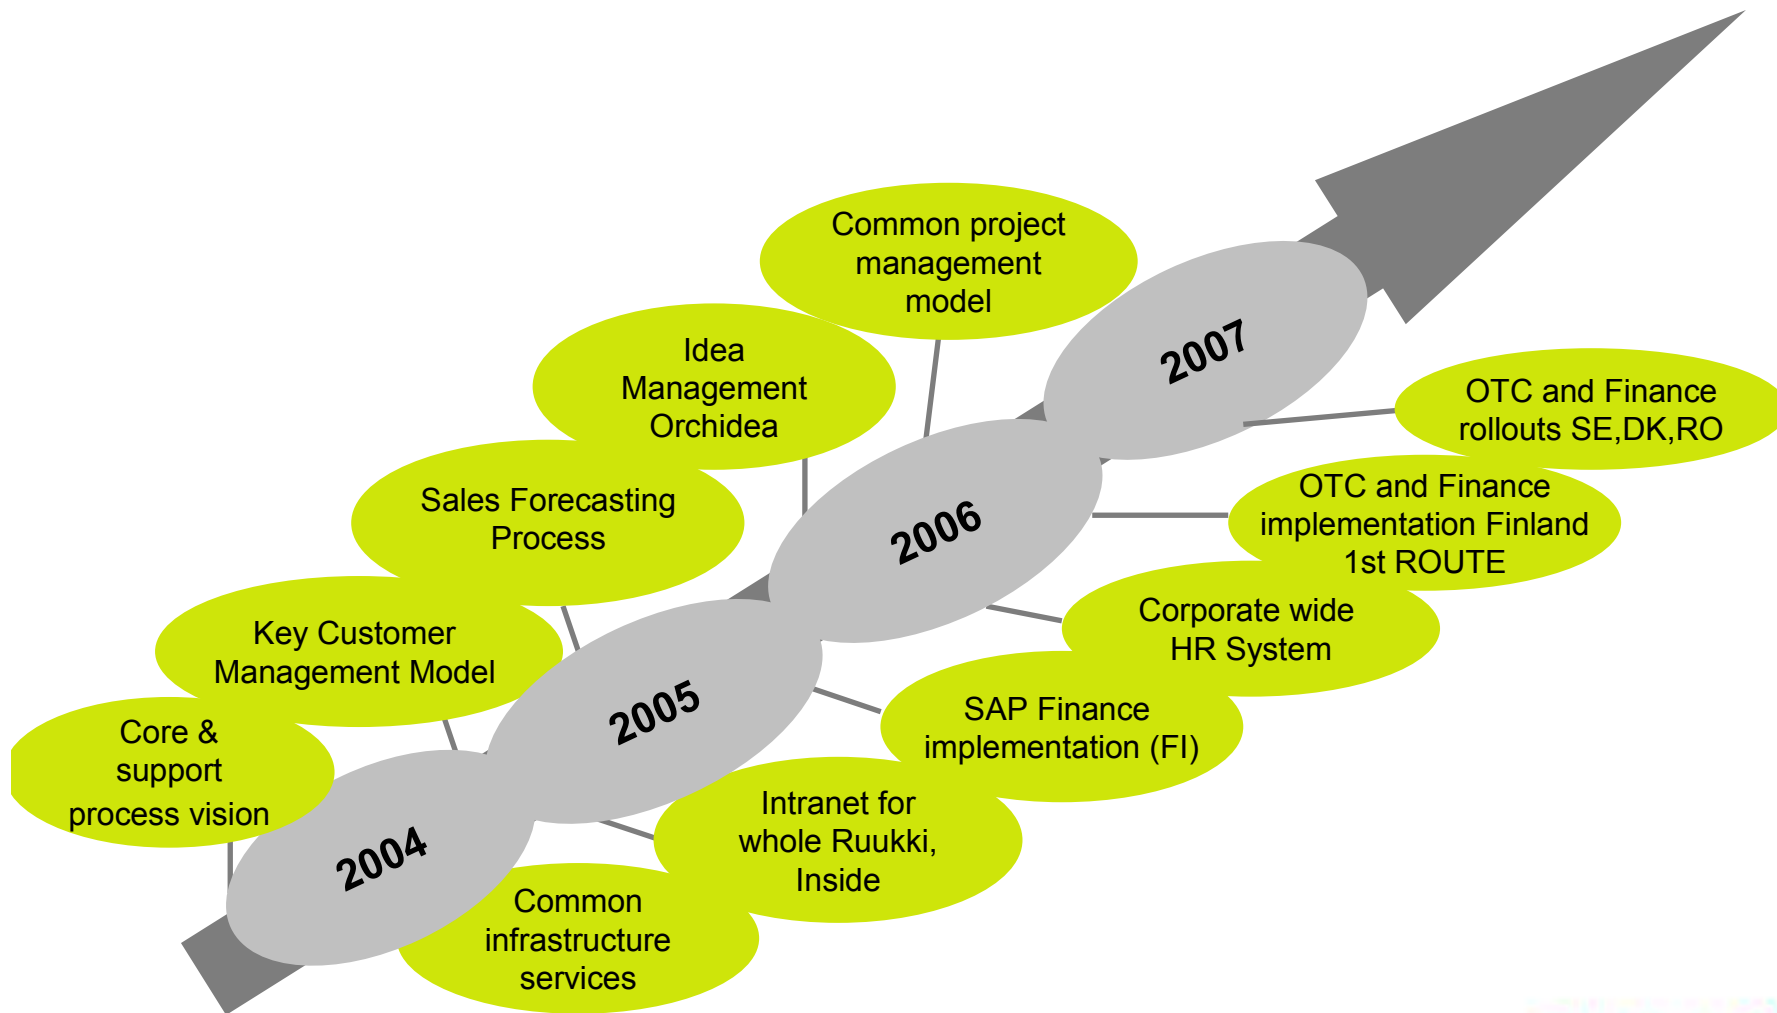 Common project
management
model
Idea
Management
Orchidea
Sales Forecasting
Process
Key Customer
Management Model
Core &
support
process vision
2004
2005
2006
2007
OTC and Finance
rollouts SE,DK,RO
OTC and Finance
implementation Finland
1st ROUTE
Corporate wide
HR System
SAP Finance
implementation (FI)
Intranet for
whole Ruukki,
Inside
Common
infrastructure
services